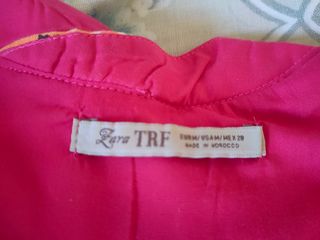 Zara TRF
EUR M/USA M/MEX 28
MADE IN MOROCCO